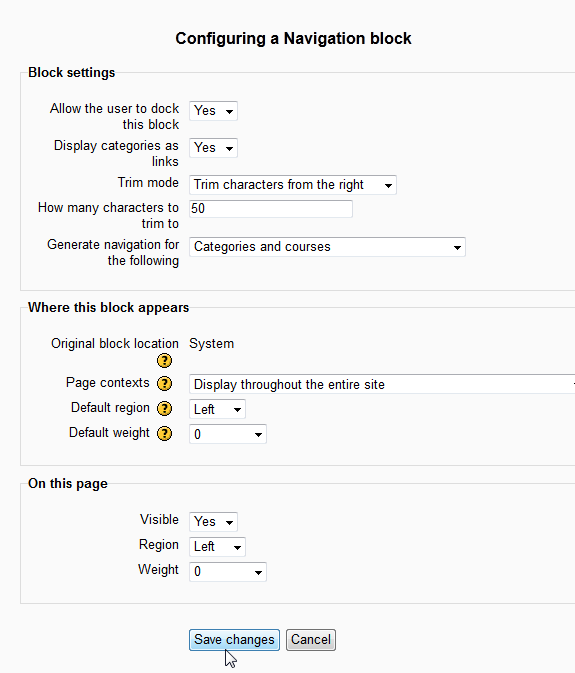 Configuring a Navigation block
Block settings
Allow the user to dock Yes
this block
Display categories as Yes
links
Trim mode Trim characters from the right
How many characters to 50
trim to
Generate navigation for Categories and courses
the following
Where this block appears
Original block location System
?
Page contexts ? Display throughout the entire site
Default region ? Left
Default weight ? 0
On this page
Visible Yes
Region Left
Weight 0
Save changes Cancel